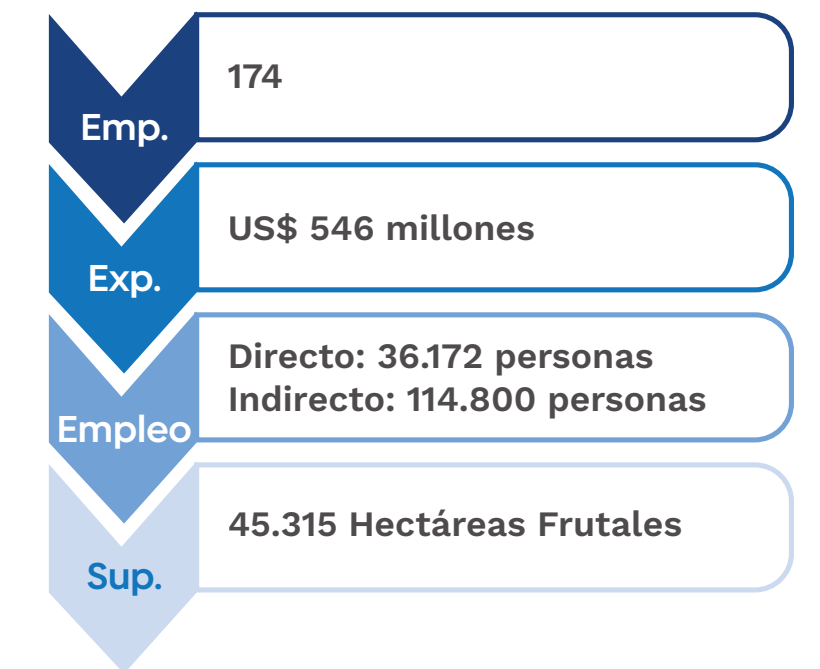 Emp.
174
Exp.
US$ 546 millones
Empleo
Directo: 36.172 personas
Indirecto: 114.800 personas
Sup.
45.315 Hectáreas Frutales